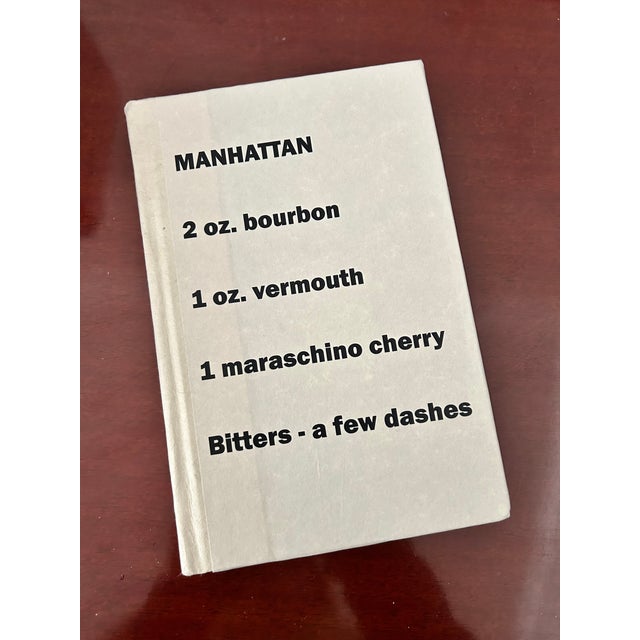 MANHATTAN
2 oz. bourbon
1 oz. vermouth
1 maraschino cherry
Bitters - a few dashes